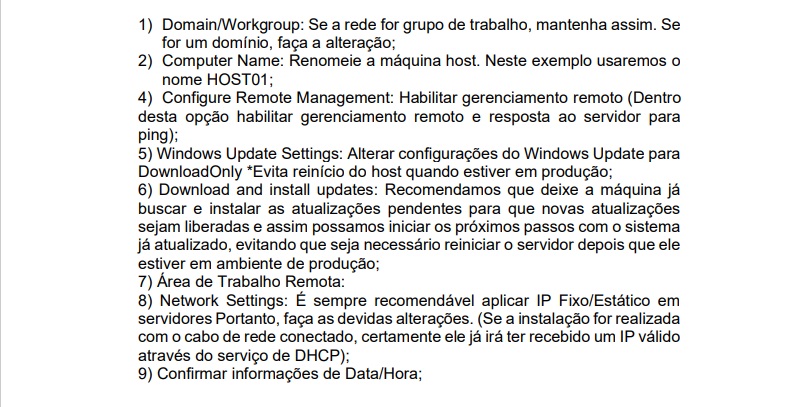 1) Domain/Workgroup: Se a rede for grupo de trabalho, mantenha assim. Se
for um domínio, faça a alteração;
2) Computer Name: Renomeie a máquina host. Neste exemplo usaremos o
nome HOST01;
4) Configure Remote Management: Habilitar gerenciamento remoto (Dentro
desta opção habilitar gerenciamento remoto e resposta ao servidor para
ping);
5) Windows Update Settings: Alterar configurações do Windows Update para
DownloadOnly *Evita reinício do host quando estiver em produção;
6) Download and install updates: Recomendamos que deixe a máquina já
buscar e instalar as atualizações pendentes para que novas atualizações
sejam liberadas e assim possamos iniciar os próximos passos com o sistema
já atualizado, evitando que seja necessário reiniciar o servidor depois que ele
estiver em ambiente de produção;
7) Área de Trabalho Remota:
8) Network Settings: É sempre recomendável aplicar IP Fixo/Estático em
servidores Portanto, faça as devidas alterações. (Se a instalação for realizada
com o cabo de rede conectado, certamente ele já irá ter recebido um IP válido
através do serviço de DHCP);
9) Confirmar informações de Data/Hora;